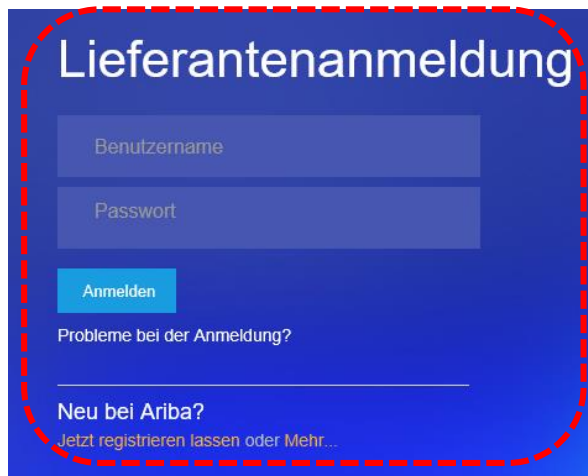 Lieferantenanmeldung
Benutzername
Passwort
Anmelden
Probleme bei der Anmeldung?
Neu bei Ariba?
Jetzt registrieren lassen oder Mehr...